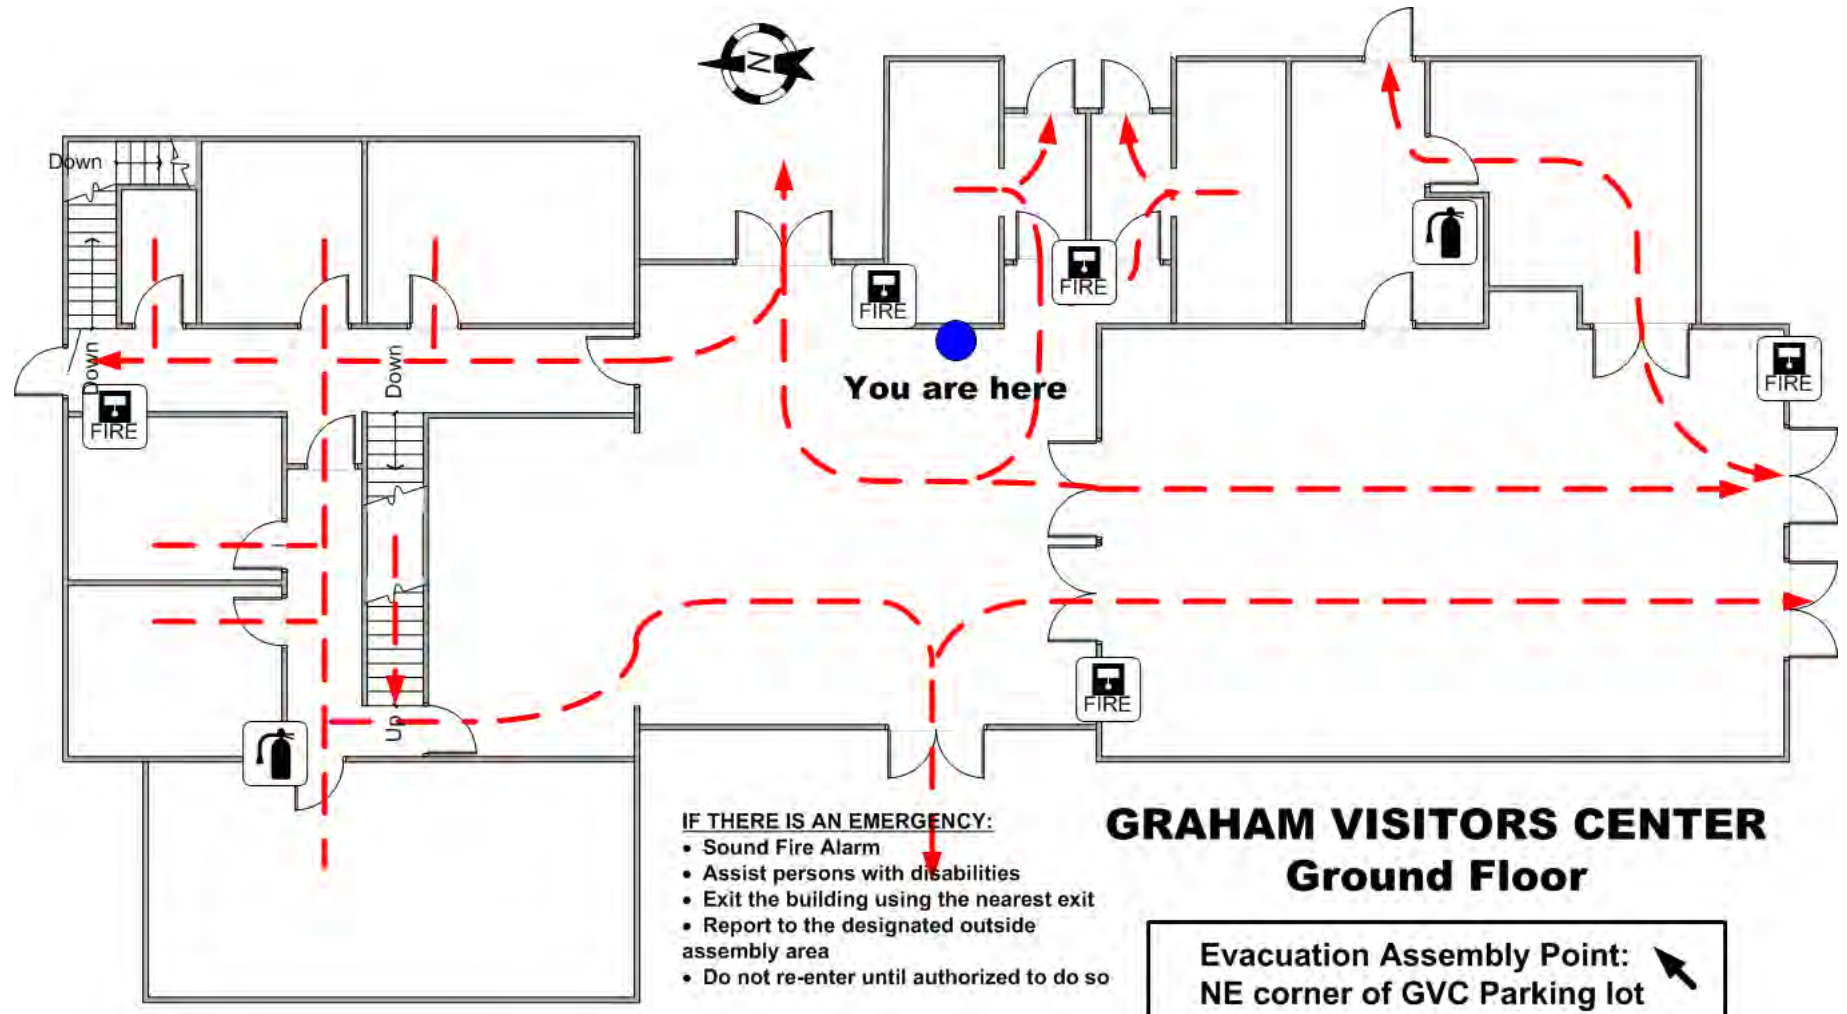 N
Down
Down
Down
FIRE
FIRE
FIRE
You are here
FIRE
FIRE
Up
IF THERE IS AN EMERGENCY:
• Sound Fire Alarm
• Assist persons with disabilities
• Exit the building using the nearest exit
• Report to the designated outside
assembly area
• Do not re-enter until authorized to do so
GRAHAM VISITORS CENTER
Ground Floor
Evacuation Assembly Point:
NE corner of GVC Parking lot